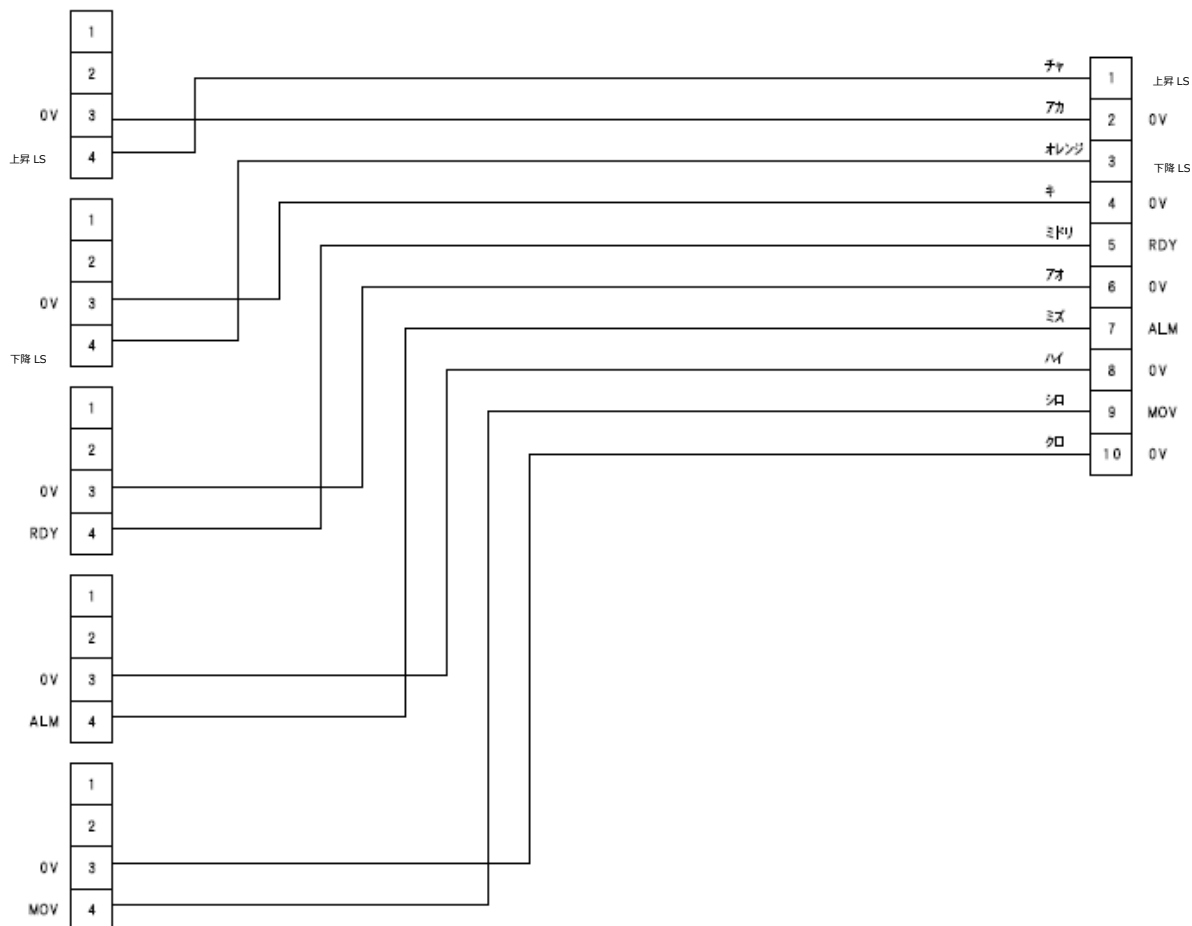 1
2
0V 3
上昇 LS 4
1
2
0V 3
下降 LS 4
1
2
0V 3
RDY 4
1
2
0V 3
ALM 4
1
2
0V 3
MOV 4
チャ 1 上昇 LS
アカ 2 0V
オレンジ 3 下降 LS
キ 4 0V
ミドリ 5 RDY
アオ 6 0V
ミズ 7 ALM
ハイ 8 0V
シロ 9 MOV
クロ 10 0V